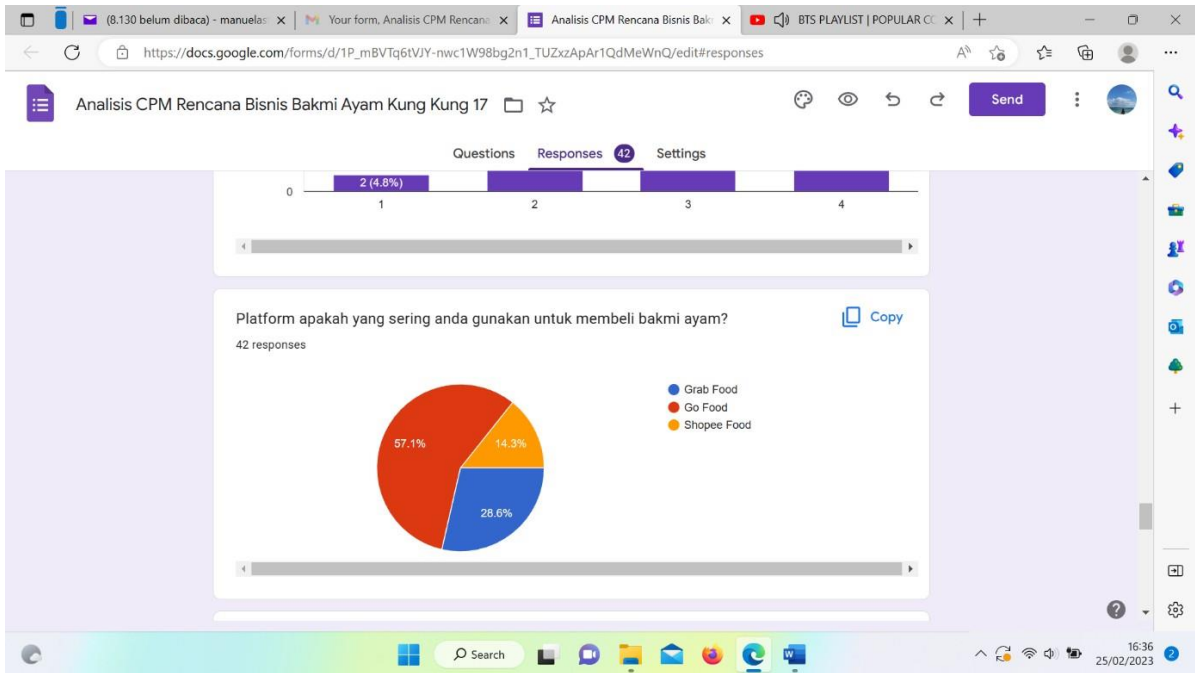 (8.130 belum dibaca) - manuelas
Your form, Analisis CPM Rencana
Analisis CPM Rencana Bisnis Bak
BTS PLAYLIST | POPULAR CO
https://docs.google.com/forms/d/1P_mBVTq6tVJY-nwc1W98bg2n1_TUZxzApAr1QdMeWnQ/edit#responses
Analisis CPM Rencana Bisnis Bakmi Ayam Kung Kung 17
Send
Questions Responses 42 Settings
2 (4.8%)
0
1 2 3 4
Platform apakah yang sering anda gunakan untuk membeli bakmi ayam?
Copy
42 responses
Grab Food
Go Food
Shopee Food
57.1%
14.3%
28.6%
Search
16:36
25/02/2023
2